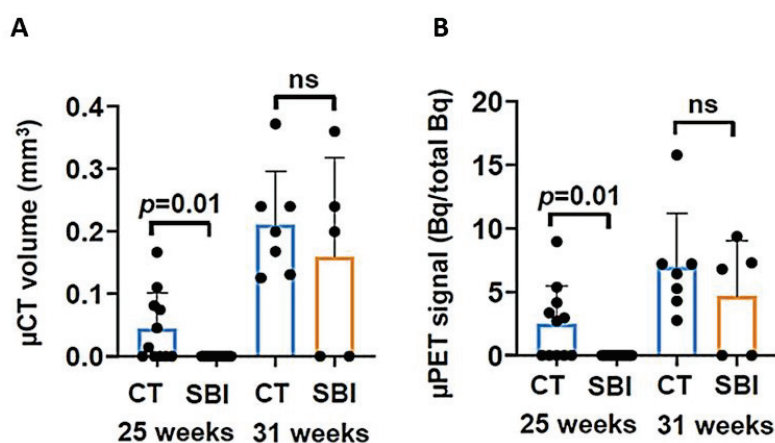 A
µCT volume (mm³)
0.4
0.3
0.2
0.1
0.0
p=0.01
ns
CT SBI CT SBI
25 weeks 31 weeks
B
µPET signal (Bq/total Bq)
20
15
10
5
0
p=0.01
ns
CT SBI CT SBI
25 weeks 31 weeks